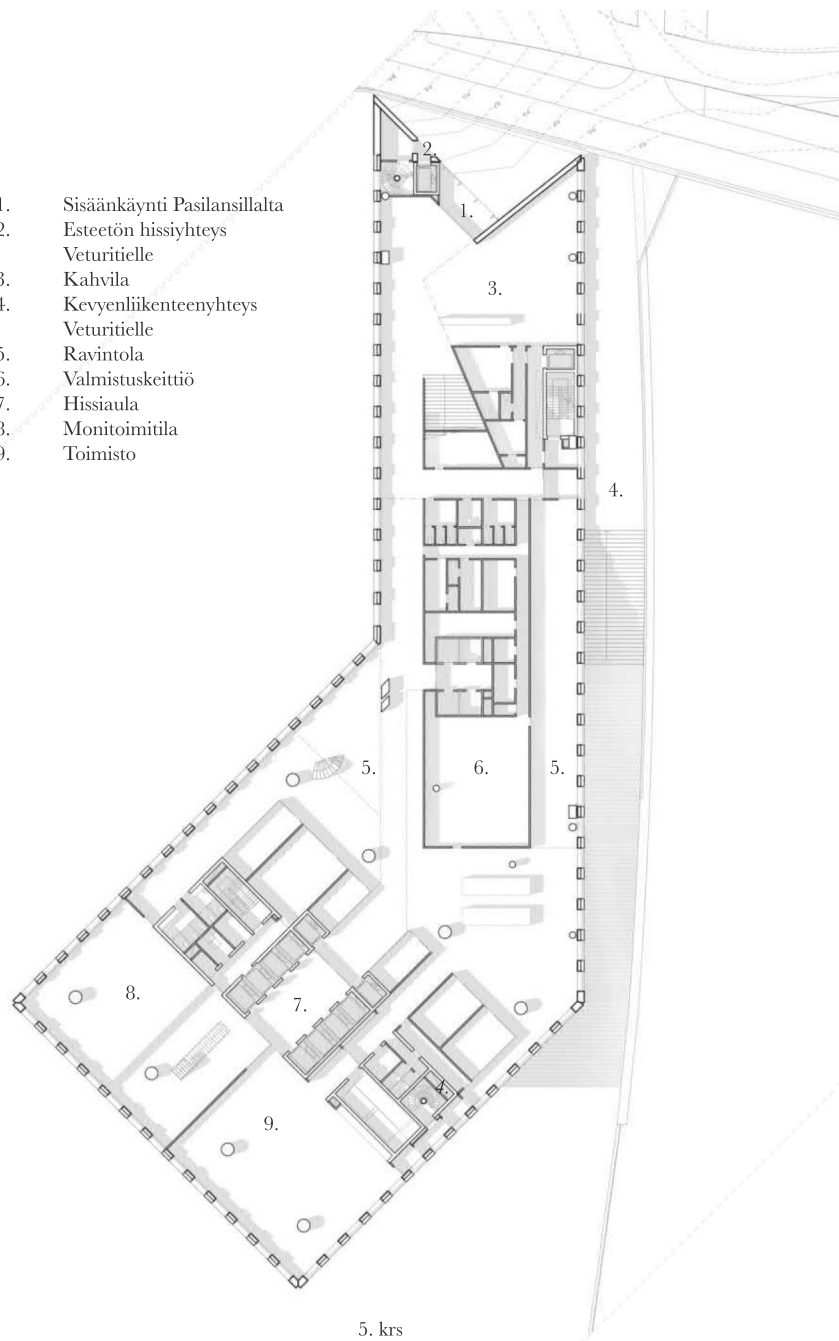 1. Sisäänkäynti Pasilansillalta
2. Esteetön hissiyhteys
Veturitielle
3. Kahvila
4. Kevyenliikenteenyhteys
Veturitielle
5. Ravintola
6. Valmistuskeittiö
7. Hissiaula
8. Monitoimitila
9. Toimisto
2.
1.
3.
4.
5.
6.
5.
8.
7.
4.
9.
5. krs